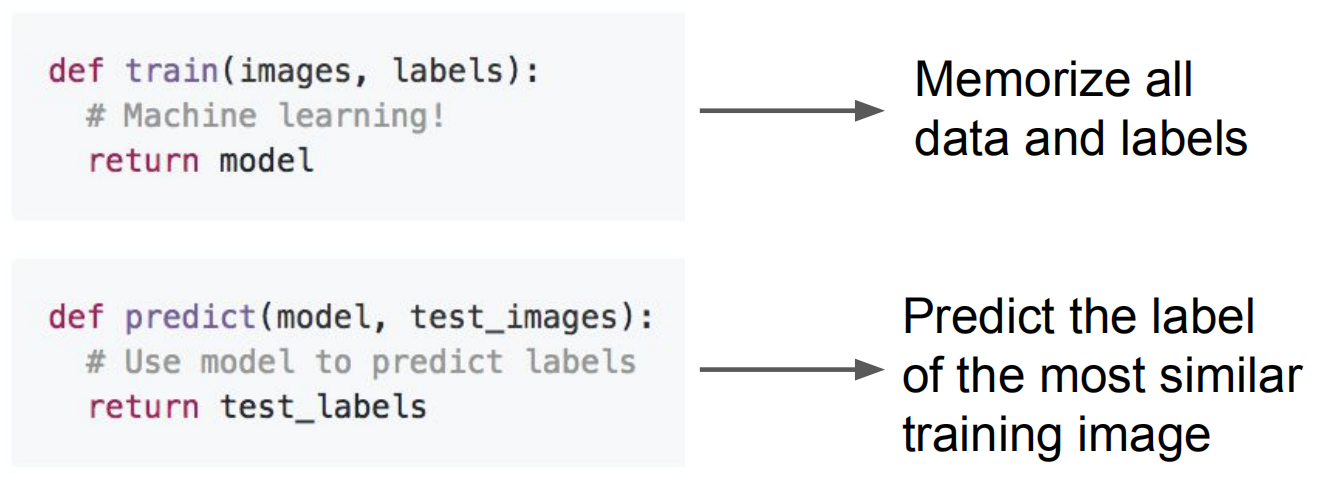 def train(images, labels):
# Machine learning!
return model
Memorize all
data and labels
def predict(model, test_images):
# Use model to predict labels
return test_labels
Predict the label
of the most similar
training image